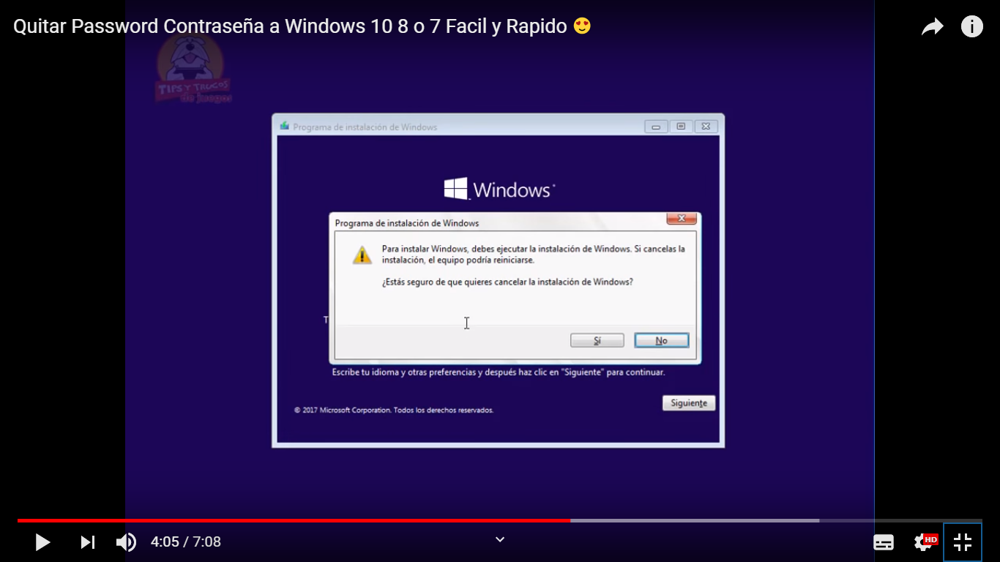 Quitar Password Contraseña a Windows 10 8 o 7 Facil y Rapido 😍
TIPS Y TRUCOS
de juegos
Programa de instalación de Windows
Windows
Programa de instalación de Windows
Para instalar Windows, debes ejecutar la instalación de Windows. Si cancelas la
instalación, el equipo podría reiniciarse.
¿Estás seguro de que quieres cancelar la instalación de Windows?
T
Sí
No
Escribe tu idioma y otras preferencias y después haz clic en "Siguiente" para continuar.
Siguiente
© 2017 Microsoft Corporation. Todos los derechos reservados.
4:05 / 7:08
HD